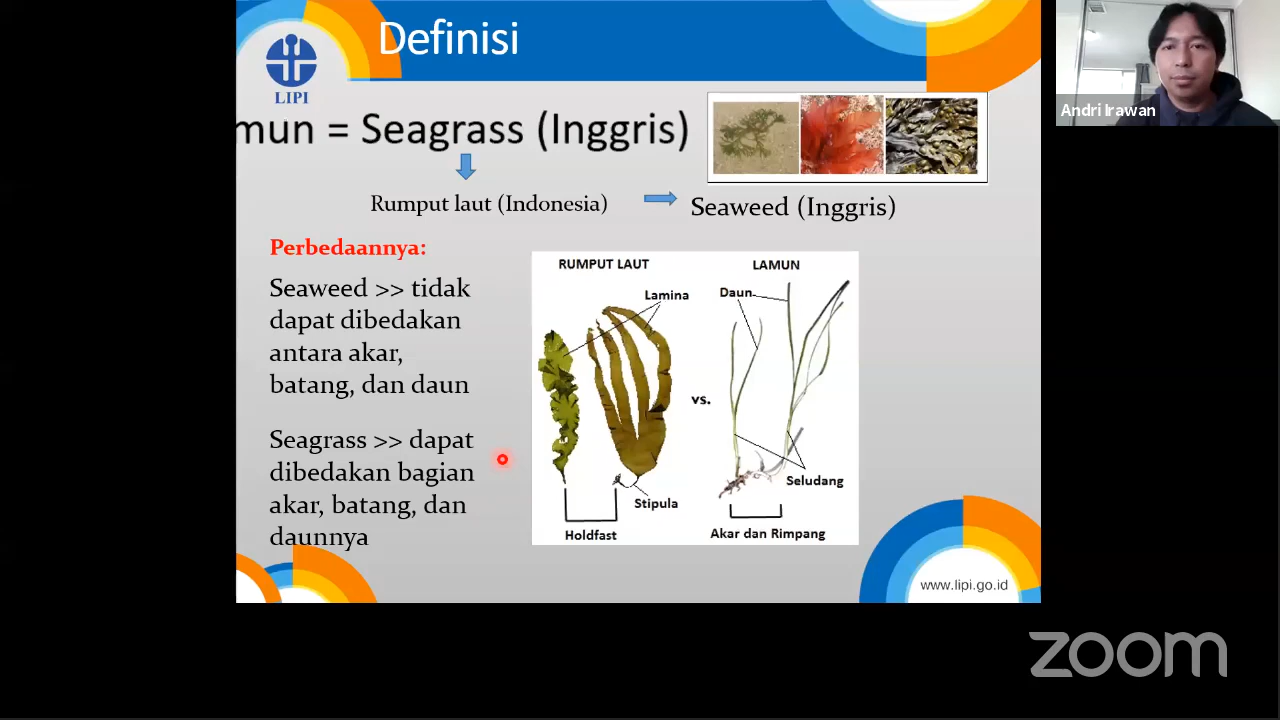 Definisi
LIPI
mun = Seagrass (Inggris)
Rumput laut (Indonesia)
Seaweed (Inggris)
Perbedaannya:
Seaweed >> tidak
dapat dibedakan
antara akar,
batang, dan daun
Seagrass >> dapat
dibedakan bagian
akar, batang, dan
daunnya
RUMPUT LAUT
LAMUN
Lamina
Daun
vs.
Seludang
Stipula
Holdfast
Akar dan Rimpang
www.lipi.go.id
Andri Irawan
zoom